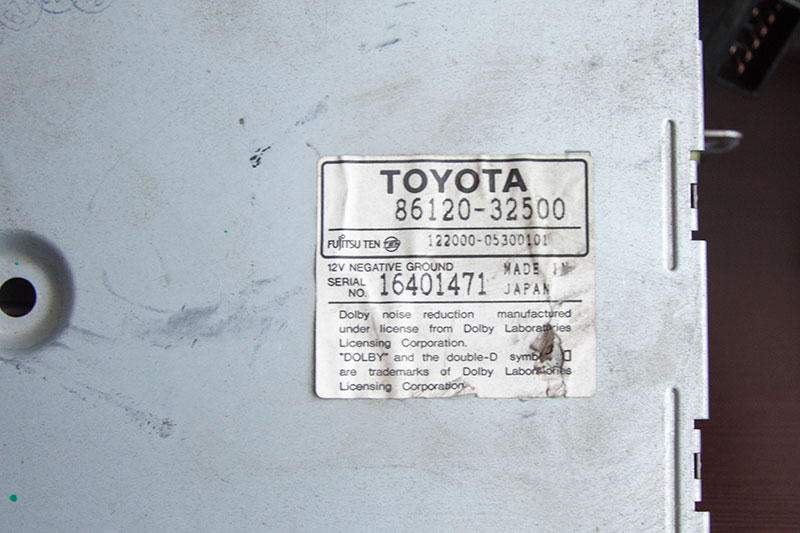 TOYOTA
86120-32500
FUJITSU TEN
122000-05300101
12V NEGATIVE GROUND
MADE IN
SERIAL NO. 16401471
JAPAN
Dolby noise reduction manufactured
under license from Dolby Laboratories
Licensing Corporation.
"DOLBY" and the double-D symbol
are trademarks of Dolby Laboratories
Licensing Corporation.